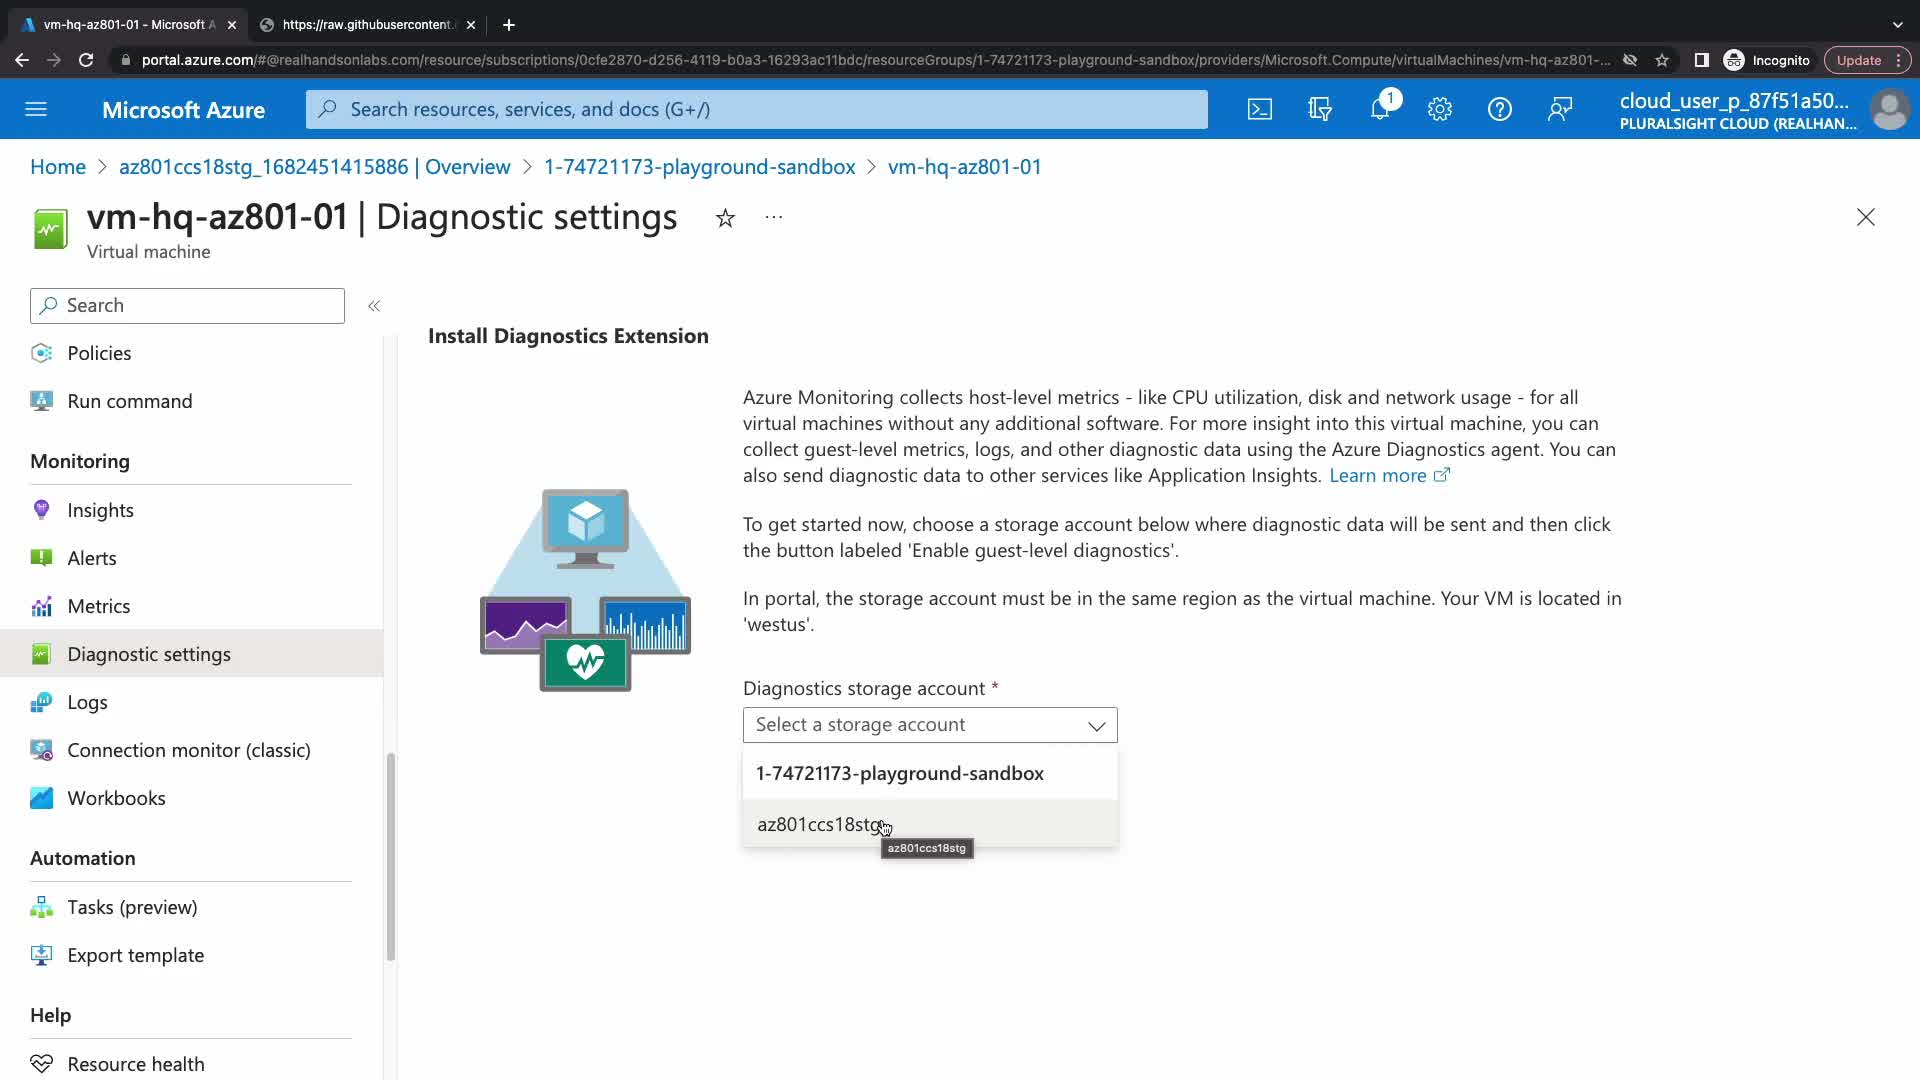 vm-hq-az801-01 - Microsoft A
https://raw.githubusercontent.
portal.azure.com/#@realhandsonlabs.com/resource/subscriptions/0cfe2870-d256-4119-b0a3-16293ac11bdc/resourceGroups/1-74721173-playground-sandbox/providers/Microsoft.Compute/virtualMachines/vm-hq-az801-...
Incognito
Update
Microsoft Azure
Search resources, services, and docs (G+/)
1
cloud_user_p_87f51a50...
PLURALSIGHT CLOUD (REALHAN...
Home > az801ccs18stg_1682451415886 | Overview > 1-74721173-playground-sandbox > vm-hq-az801-01
vm-hq-az801-01 | Diagnostic settings
Virtual machine
Search
Policies
Run command
Monitoring
Insights
Alerts
Metrics
Diagnostic settings
Logs
Connection monitor (classic)
Workbooks
Automation
Tasks (preview)
Export template
Help
Resource health
Install Diagnostics Extension
Azure Monitoring collects host-level metrics - like CPU utilization, disk and network usage - for all
virtual machines without any additional software. For more insight into this virtual machine, you can
collect guest-level metrics, logs, and other diagnostic data using the Azure Diagnostics agent. You can
also send diagnostic data to other services like Application Insights. Learn more
To get started now, choose a storage account below where diagnostic data will be sent and then click
the button labeled 'Enable guest-level diagnostics'.
In portal, the storage account must be in the same region as the virtual machine. Your VM is located in
'westus'.
Diagnostics storage account *
Select a storage account
1-74721173-playground-sandbox
az801ccs18stg
az801ccs18stg